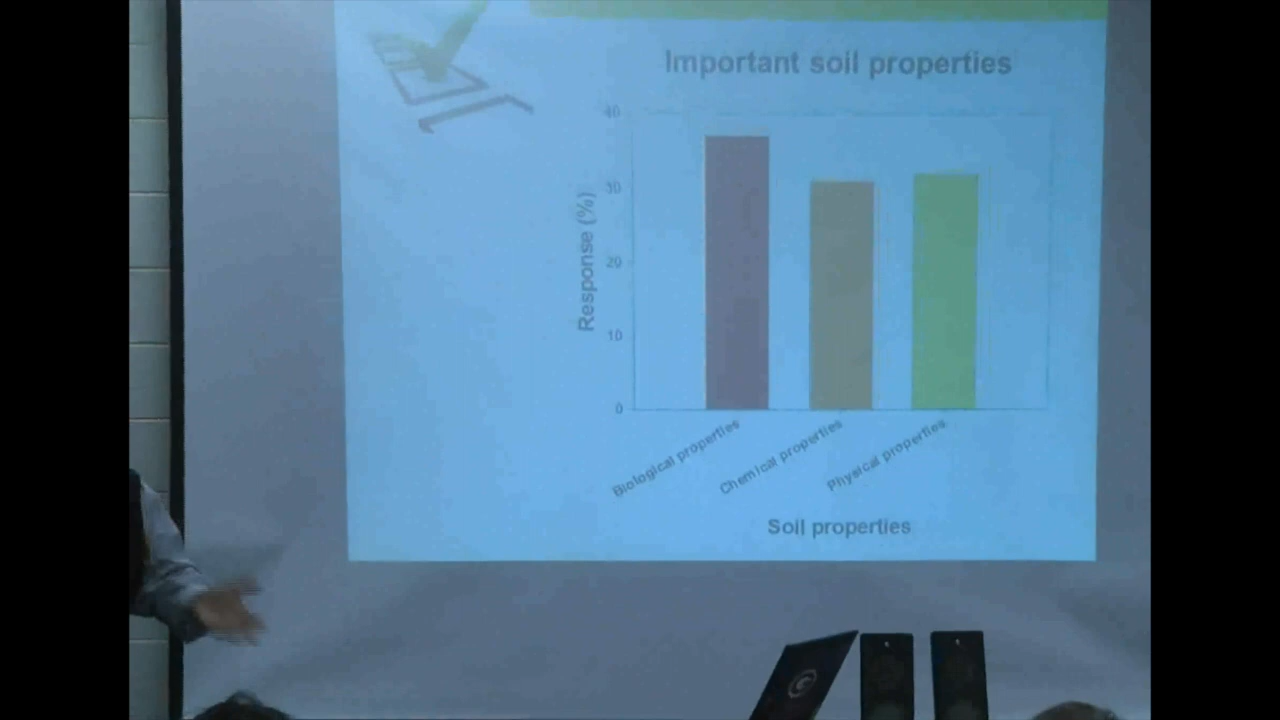 Important soil properties
40
30
20
10
0
Response (%)
Biological properties
Chemical properties
Physical properties
Soil properties